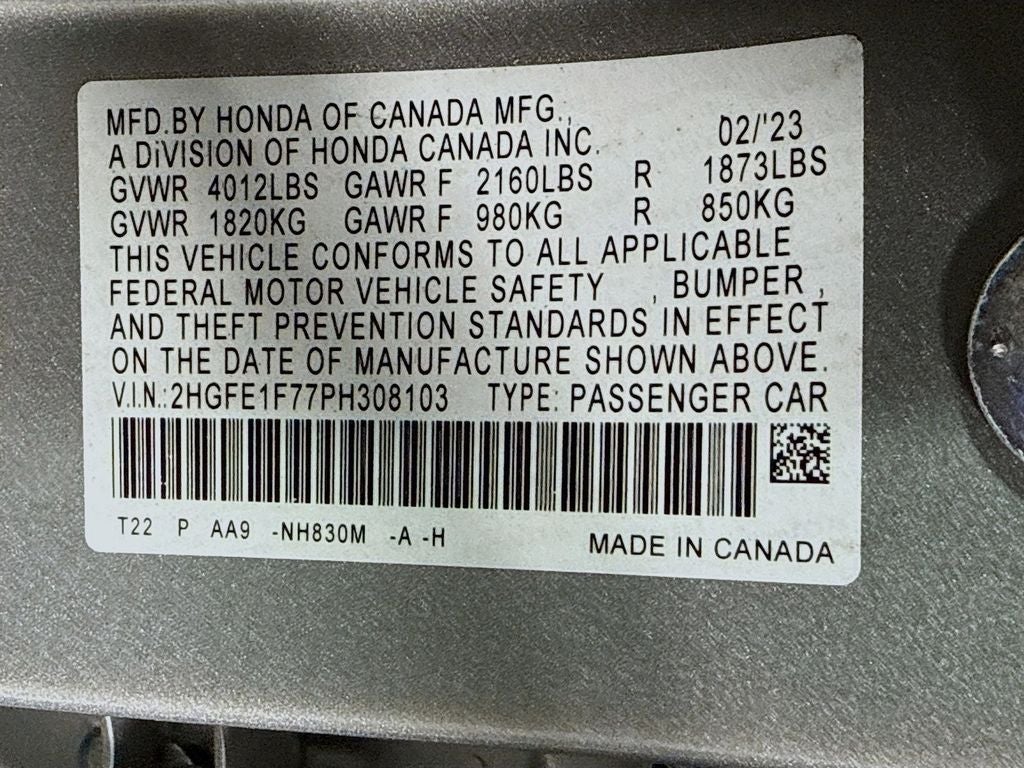 MFD.BY HONDA OF CANADA MFG., 02/'23
A DiVISION OF HONDA CANADA INC.
GVWR 4012LBS GAWR F 2160LBS R 1873LBS
GVWR 1820KG GAWR F 980KG R 850KG
THIS VEHICLE CONFORMS TO ALL APPLICABLE
FEDERAL MOTOR VEHICLE SAFETY , BUMPER ,
AND THEFT PREVENTION STANDARDS IN EFFECT
ON THE DATE OF MANUFACTURE SHOWN ABOVE.
V.I.N.:2HGFE1F77PH308103 TYPE: PASSENGER CAR
T22 P AA9 -NH830M -A -H MADE IN CANADA